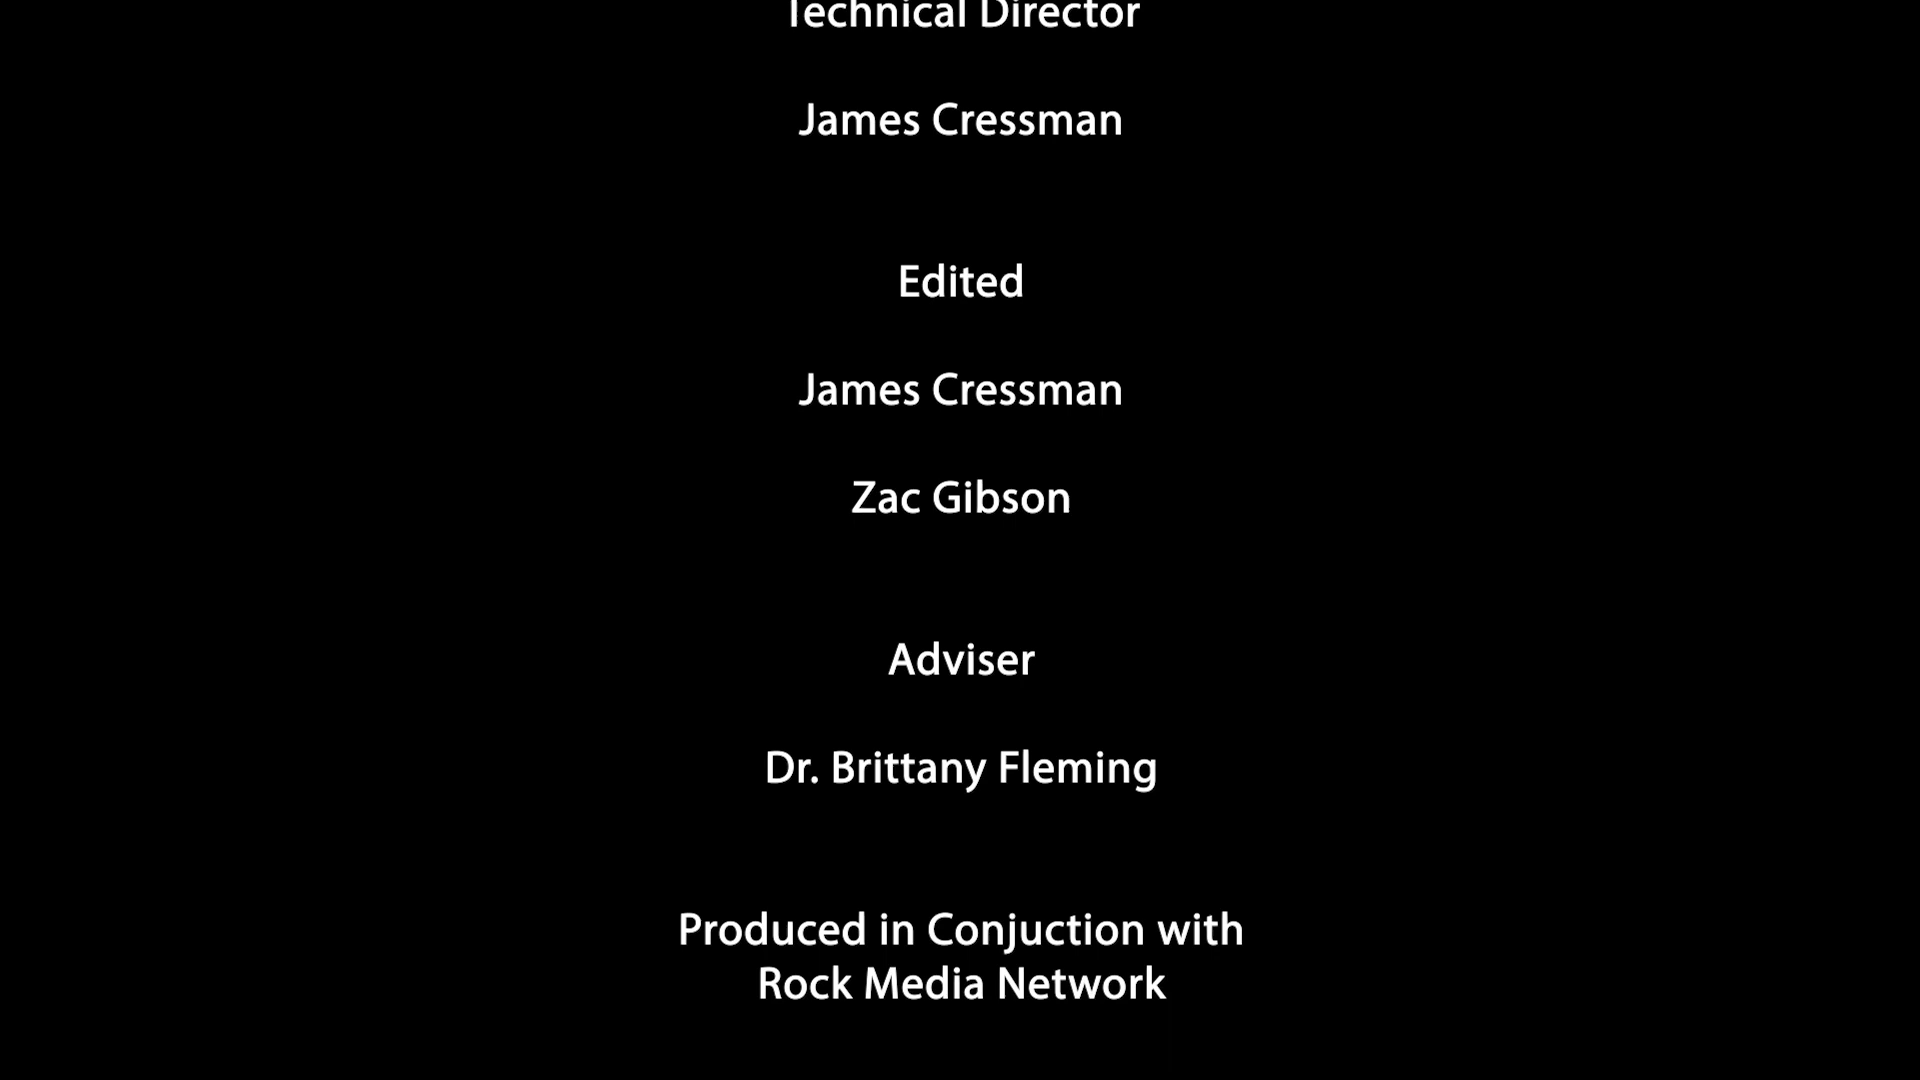 Technical Director
James Cressman
Edited
James Cressman
Zac Gibson
Adviser
Dr. Brittany Fleming
Produced in Conjuction with
Rock Media Network